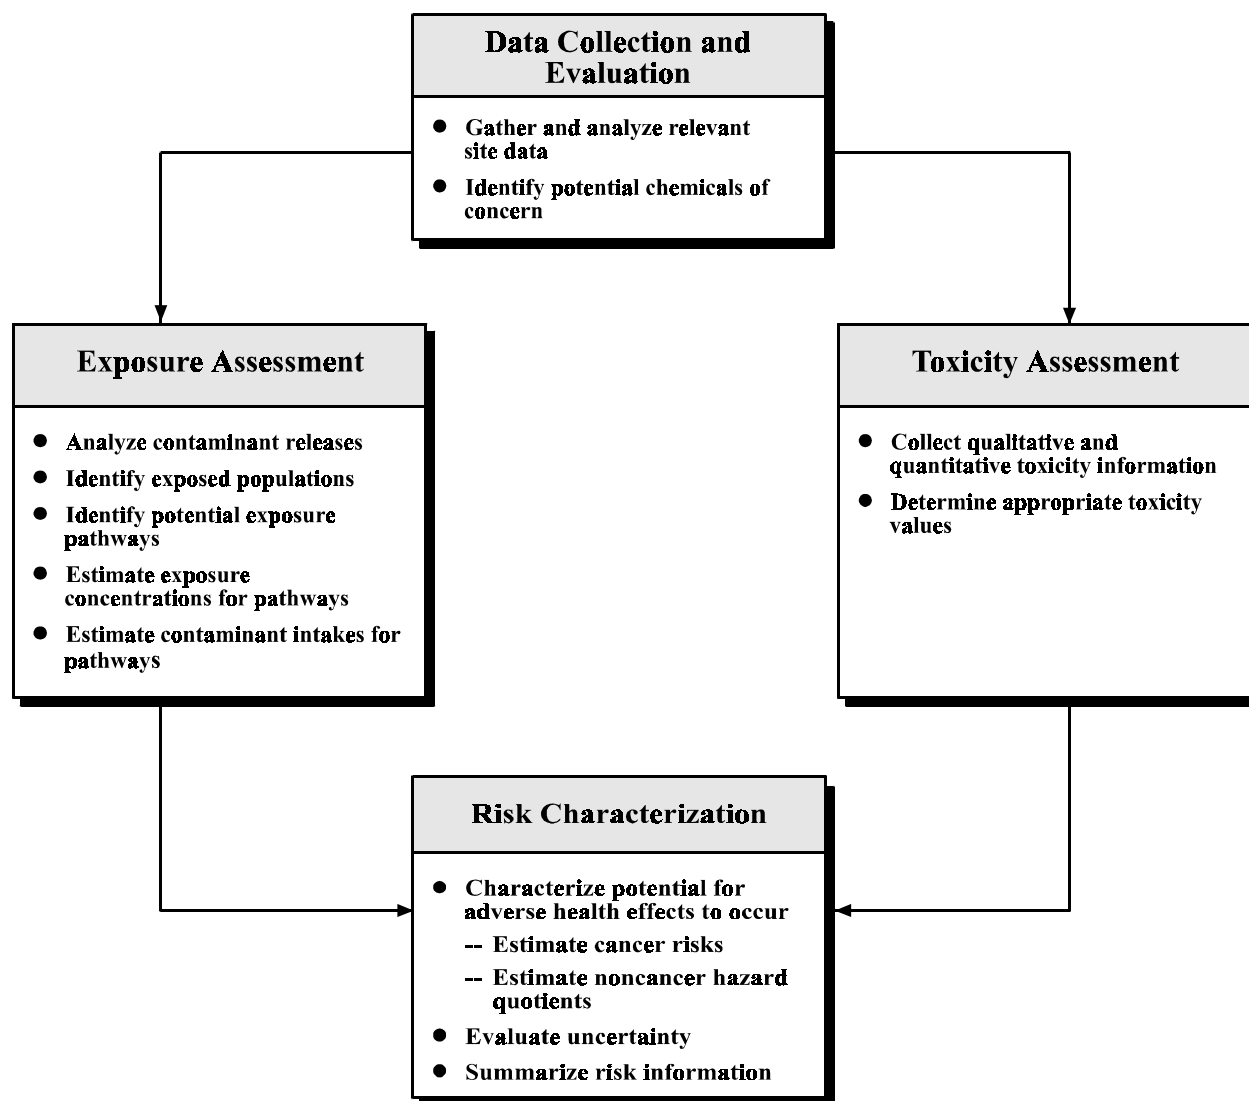 Data Collection and
Evaluation
● Gather and analyze relevant
site data
● Identify potential chemicals of
concern
Exposure Assessment
● Analyze contaminant releases
● Identify exposed populations
● Identify potential exposure
pathways
● Estimate exposure
concentrations for pathways
● Estimate contaminant intakes for
pathways
Toxicity Assessment
● Collect qualitative and
quantitative toxicity information
● Determine appropriate toxicity
values
Risk Characterization
● Characterize potential for
adverse health effects to occur
-- Estimate cancer risks
-- Estimate noncancer hazard
quotients
● Evaluate uncertainty
● Summarize risk information